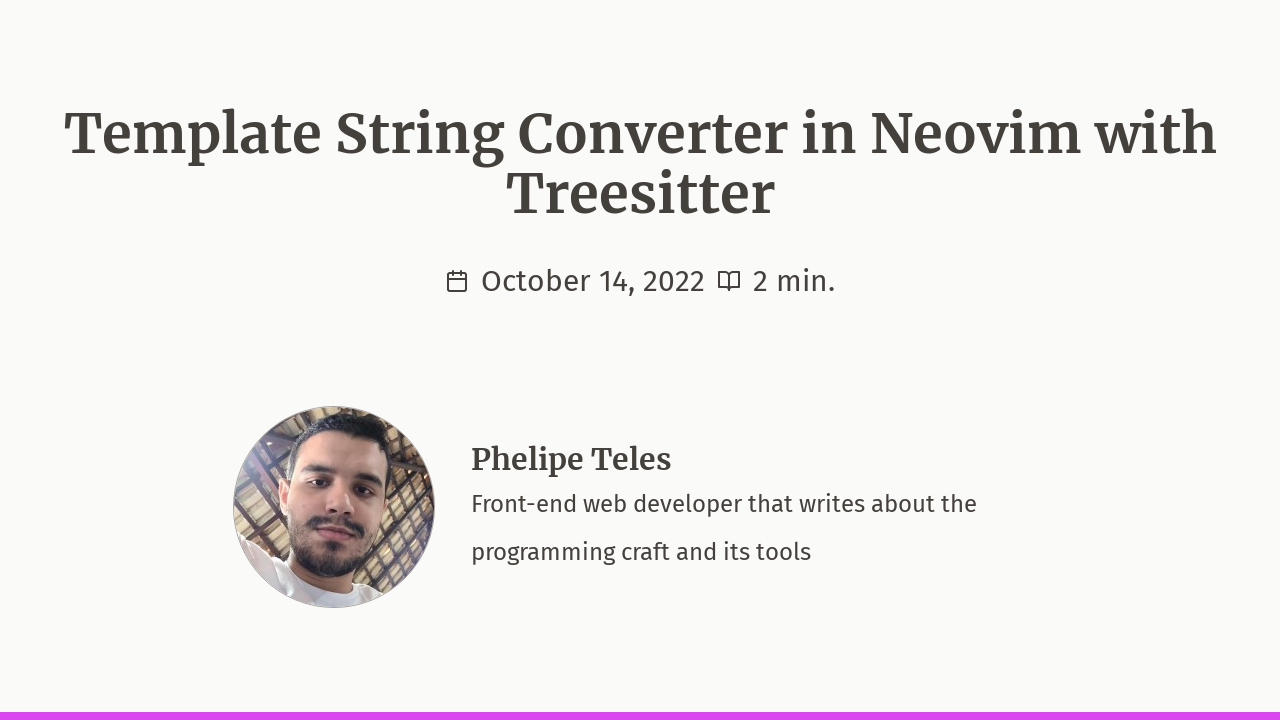 Template String Converter in Neovim with
Treesitter
October 14, 2022 2 min.
Phelipe Teles
Front-end web developer that writes about the
programming craft and its tools